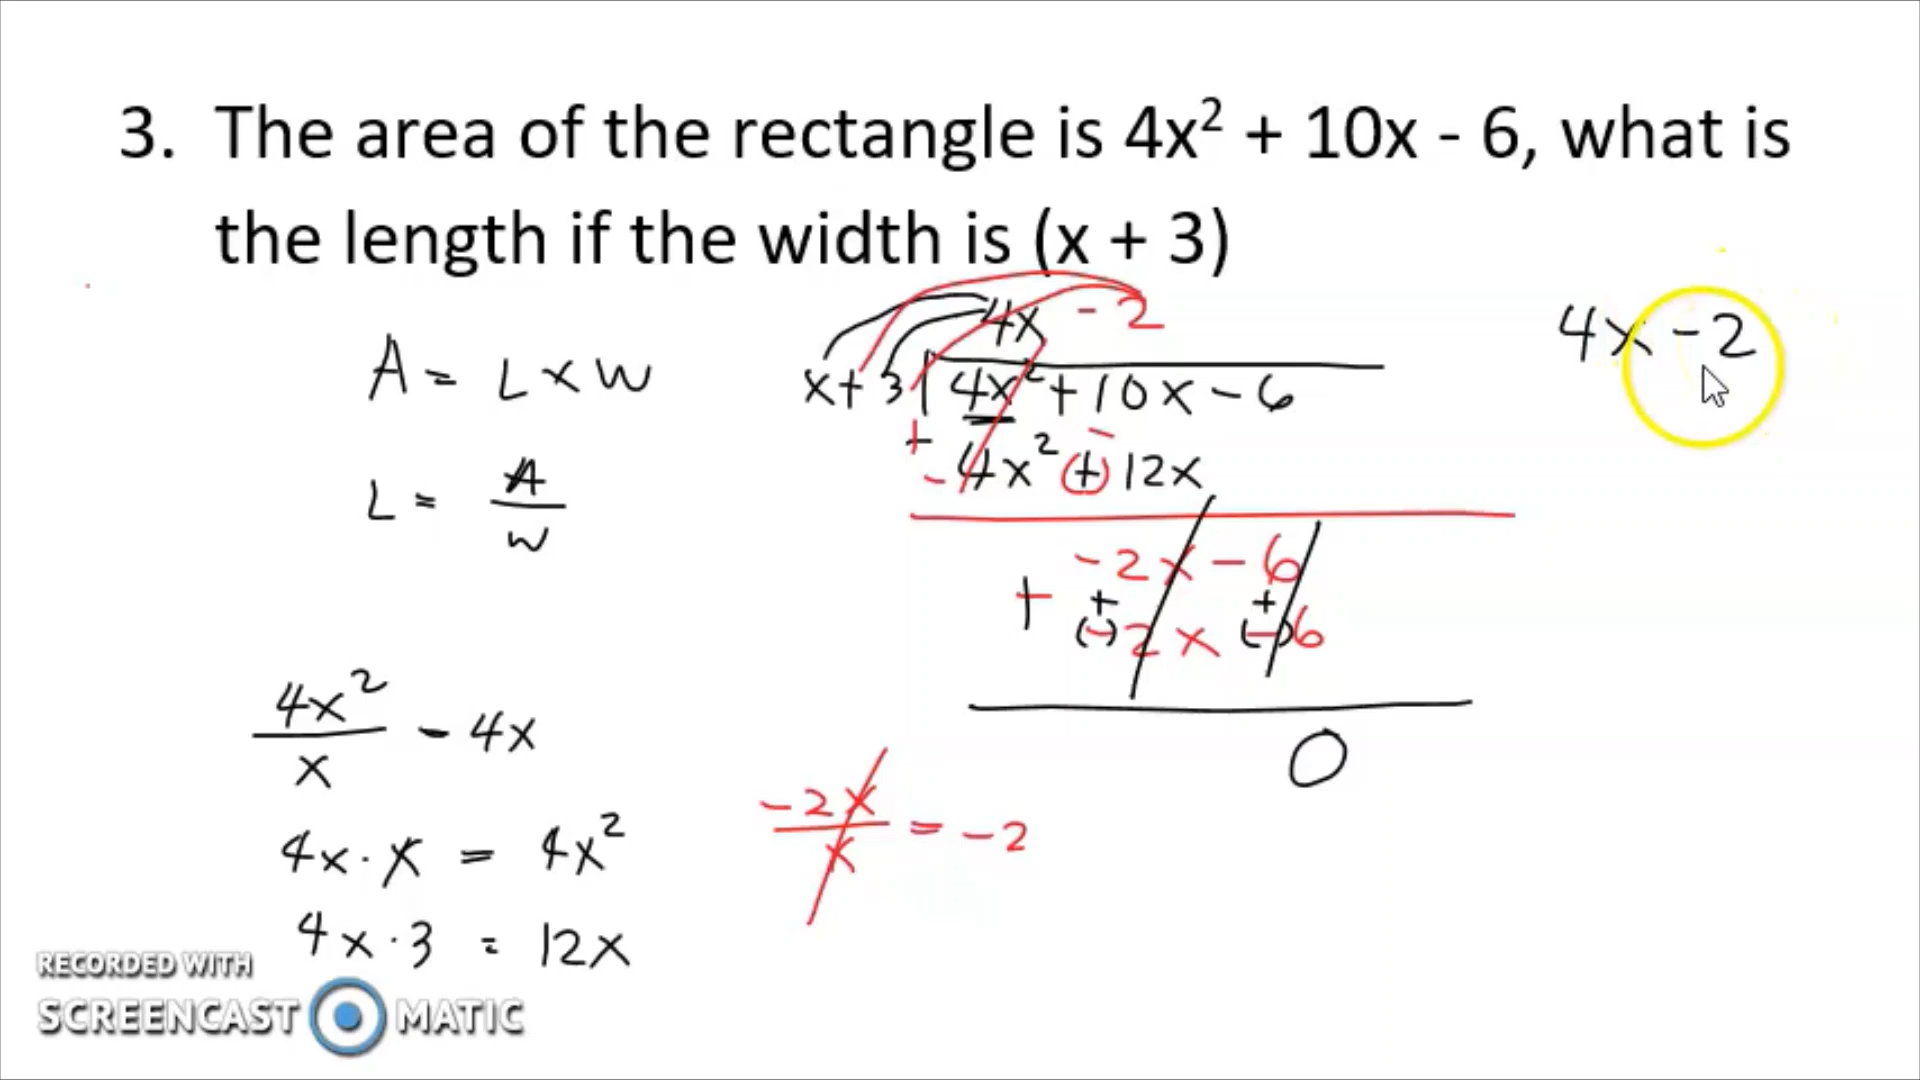 3. The area of the rectangle is 4x² + 10x - 6, what is
the length if the width is (x + 3)
4x - 2
4x - 2
A = L x W
x + 3 4x² + 10x - 6
+
-
- 4x² (+) 12x
L = A
W
-2x - 6
+ + +
(-)2x (-)6
0
4x²
x
- 4x
-2x
x
= -2
4x · x = 4x²
4x · 3 = 12x
RECORDED WITH
SCREENCAST MATIC